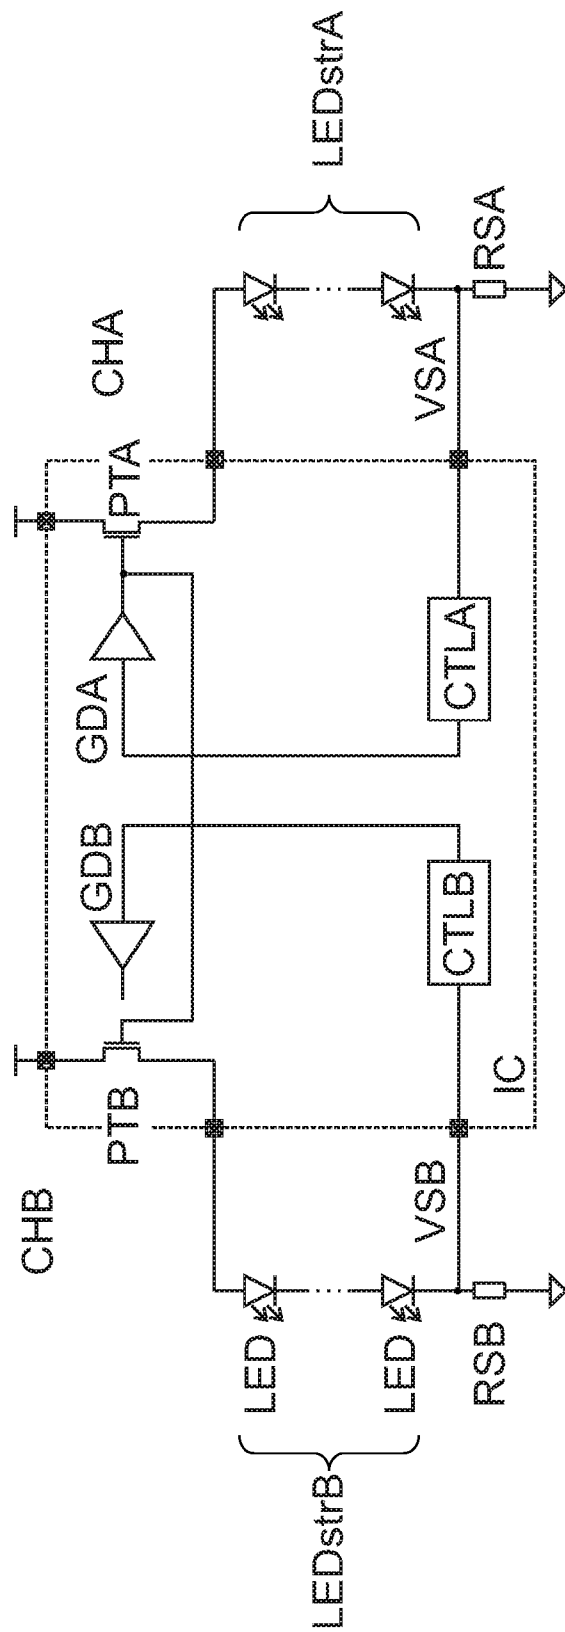 LEDstrA
CHA
RSA
VSA
PTA
GDA
CTLA
GDB
CTLB
IC
PTB
CHB
VSB
LED
LED
RSB
LEDstrB